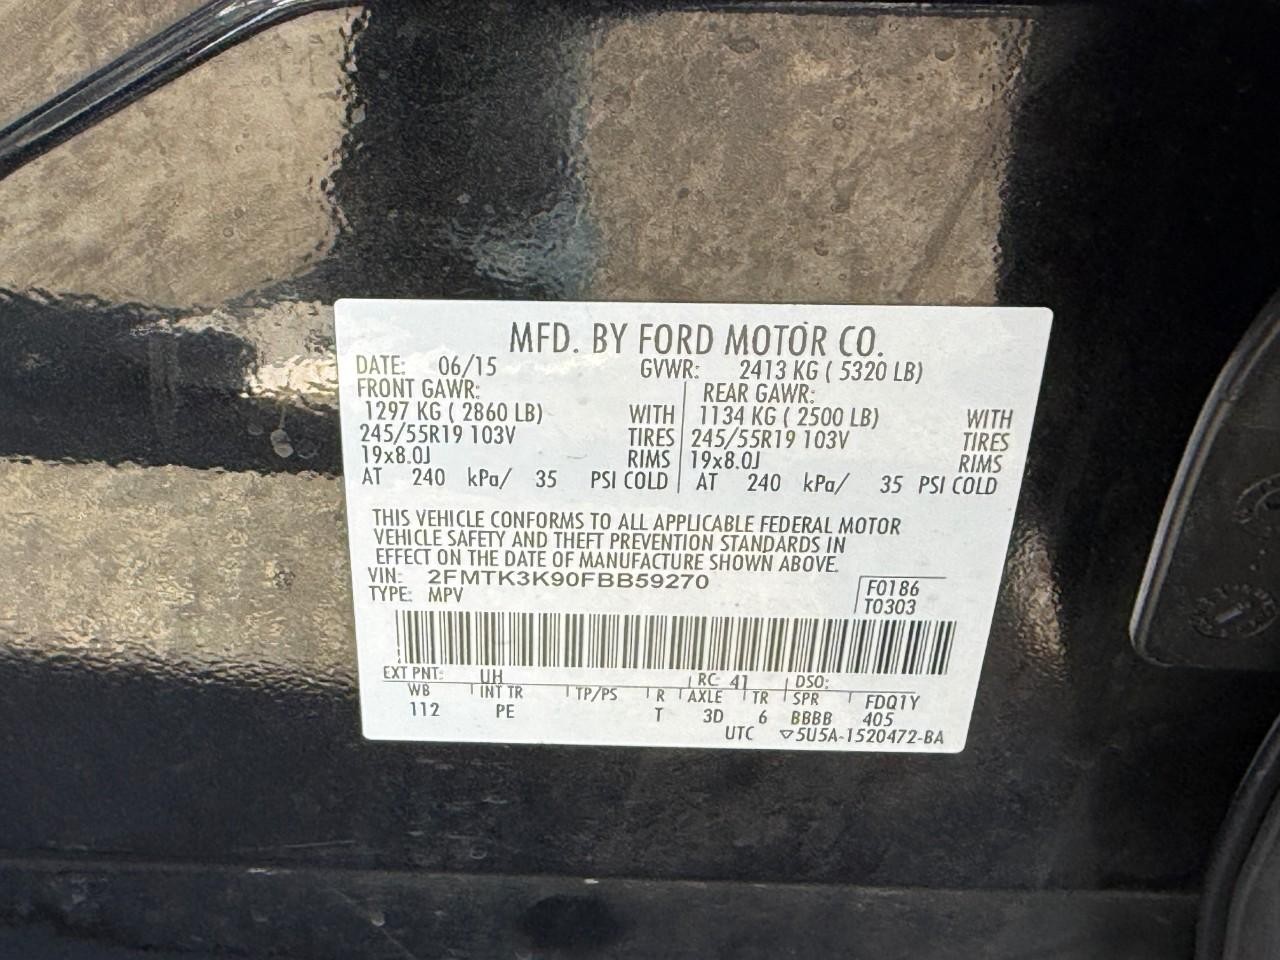 MFD. BY FORD MOTOR CO.
DATE: 06/15 GVWR: 2413 KG ( 5320 LB)
FRONT GAWR: REAR GAWR:
1297 KG ( 2860 LB) WITH 1134 KG ( 2500 LB) WITH
245/55R19 103V TIRES 245/55R19 103V TIRES
19x8.0J RIMS 19x8.0J RIMS
AT 240 kPa/ 35 PSI COLD AT 240 kPa/ 35 PSI COLD
THIS VEHICLE CONFORMS TO ALL APPLICABLE FEDERAL MOTOR
VEHICLE SAFETY AND THEFT PREVENTION STANDARDS IN
EFFECT ON THE DATE OF MANUFACTURE SHOWN ABOVE.
VIN: 2FMTK3K90FBB59270 F0186
TYPE: MPV T0303
EXT PNT: UH RC: 41 DSO:
WB INT TR TP/PS R AXLE TR SPR FDQ1Y
112 PE T 3D 6 BBBB 405
UTC ▽5U5A-1520472-BA